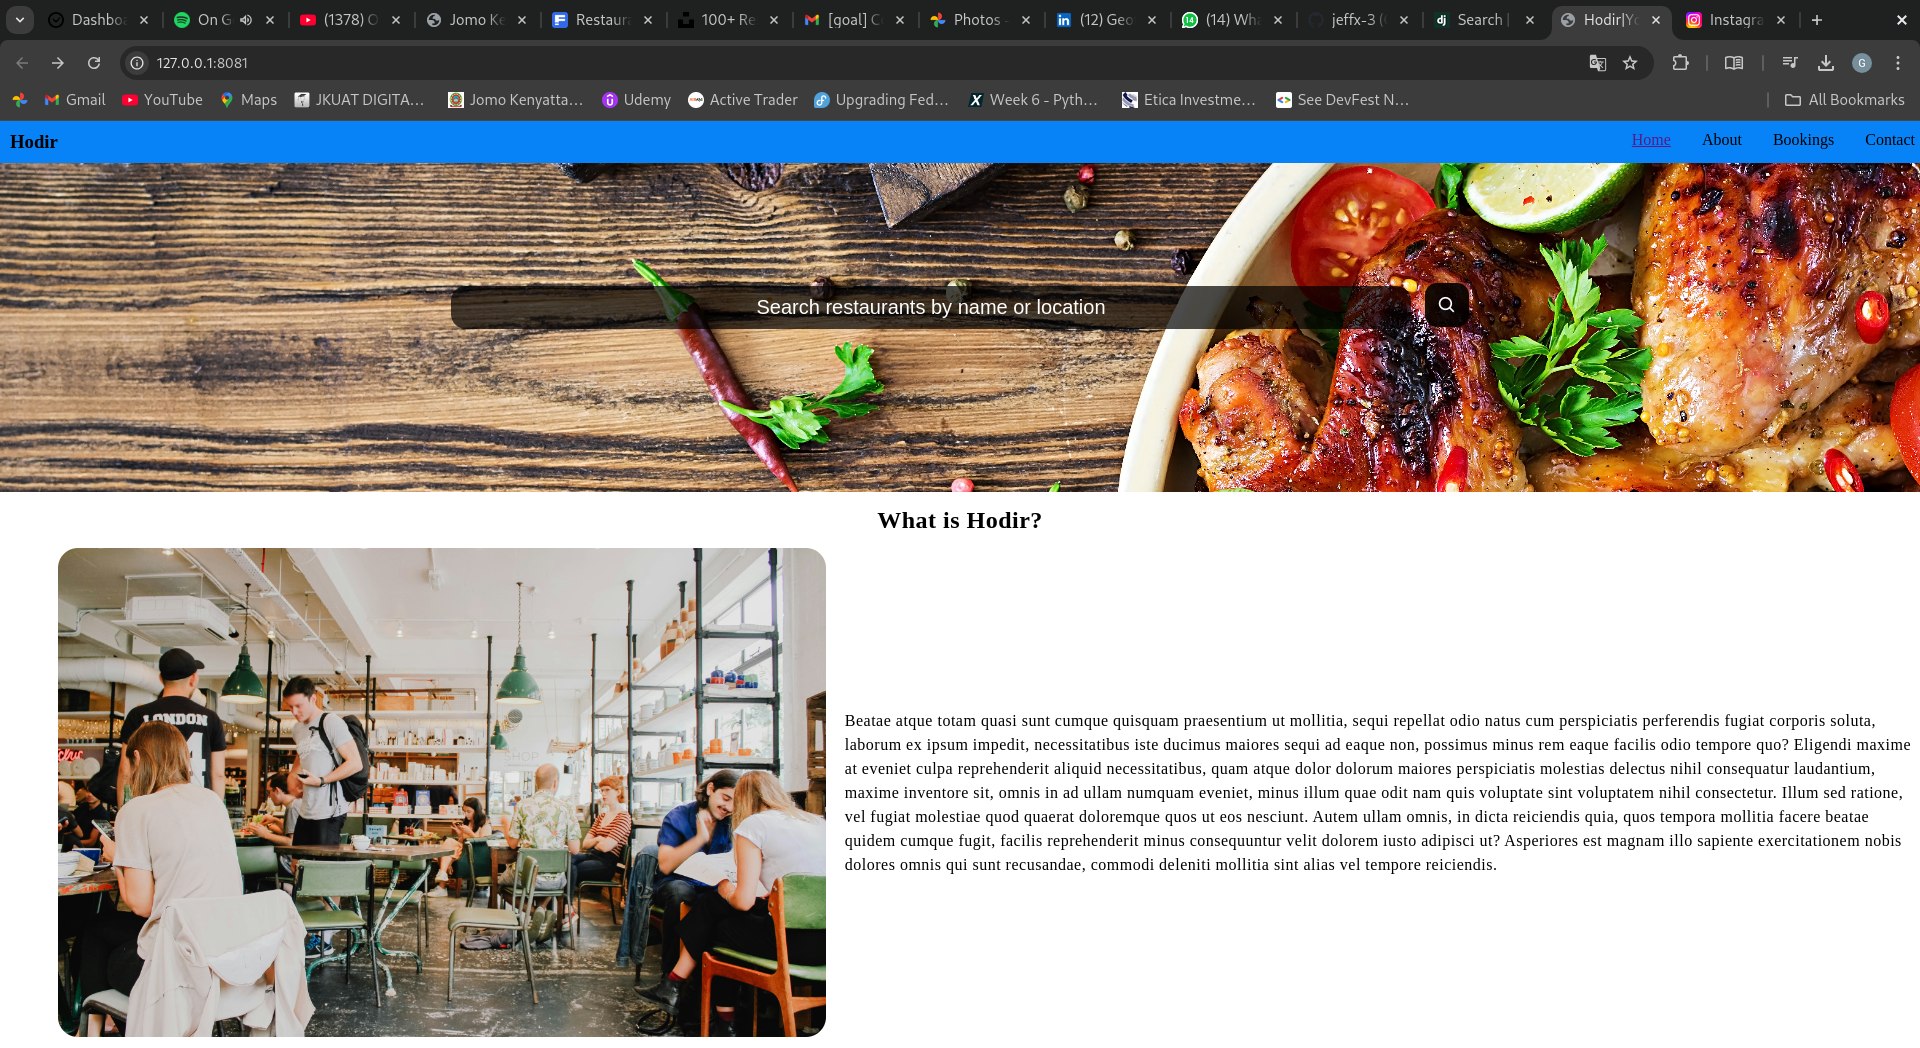 Dashboa
On G
(1378) O
Jomo Ke
Restaura
100+ Re
[goal] C
Photos -
(12) Geo
(14) Wha
jeffx-3 (
Search |
Hodir|Yo
Instagra
127.0.0.1:8081
Gmail
YouTube
Maps
JKUAT DIGITA...
Jomo Kenyatta...
Udemy
Active Trader
Upgrading Fed...
Week 6 - Pyth...
Etica Investme...
See DevFest N...
All Bookmarks
Hodir
Home
About
Bookings
Contact
Search restaurants by name or location
What is Hodir?
LONDON
SHOP
Beatae atque totam quasi sunt cumque quisquam praesentium ut mollitia, sequi repellat odio natus cum perspiciatis perferendis fugiat corporis soluta,
laborum ex ipsum impedit, necessitatibus iste ducimus maiores sequi ad eaque non, possimus minus rem eaque facilis odio tempore quo? Eligendi maxime
at eveniet culpa reprehenderit aliquid necessitatibus, quam atque dolor dolorum maiores perspiciatis molestias delectus nihil consequatur laudantium,
maxime inventore sit, omnis in ad ullam numquam eveniet, minus illum quae odit nam quis voluptate sint voluptatem nihil consectetur. Illum sed ratione,
vel fugiat molestiae quod quaerat doloremque quos ut eos nesciunt. Autem ullam omnis, in dicta reiciendis quia, quos tempora mollitia facere beatae
quidem cumque fugit, facilis reprehenderit minus consequuntur velit dolorem iusto adipisci ut? Asperiores est magnam illo sapiente exercitationem nobis
dolores omnis qui sunt recusandae, commodi deleniti mollitia sint alias vel tempore reiciendis.